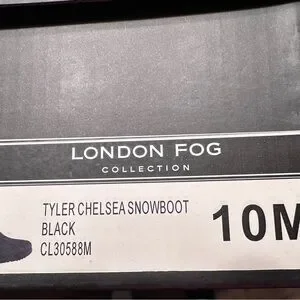 LONDON FOG
COLLECTION
TYLER CHELSEA SNOWBOOT
BLACK
CL30588M
10M